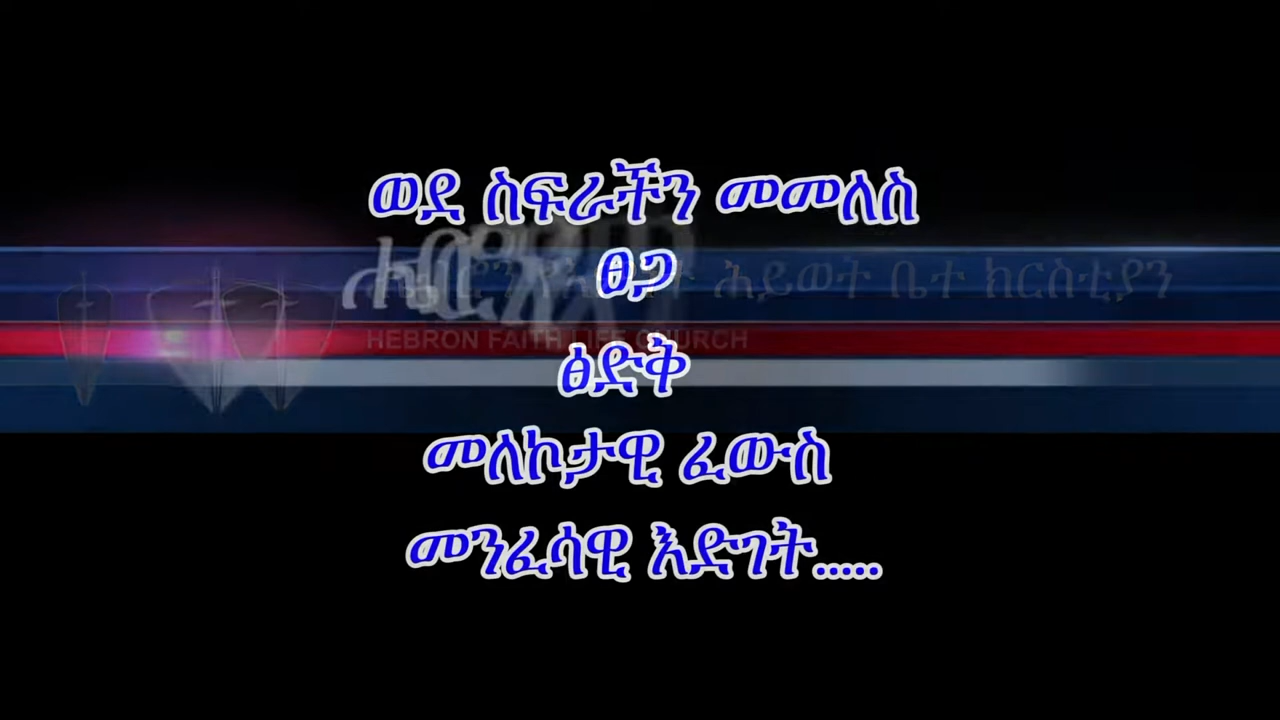 ወደ ስፍራችን መመለስ
ፀጋ
ሕይወት ቤተ ክርስቲያን
HEBRON FAITH LIFE CHURCH
ፅድቅ
መለኮታዊ ፈውስ
መንፈሳዊ እድገት.....